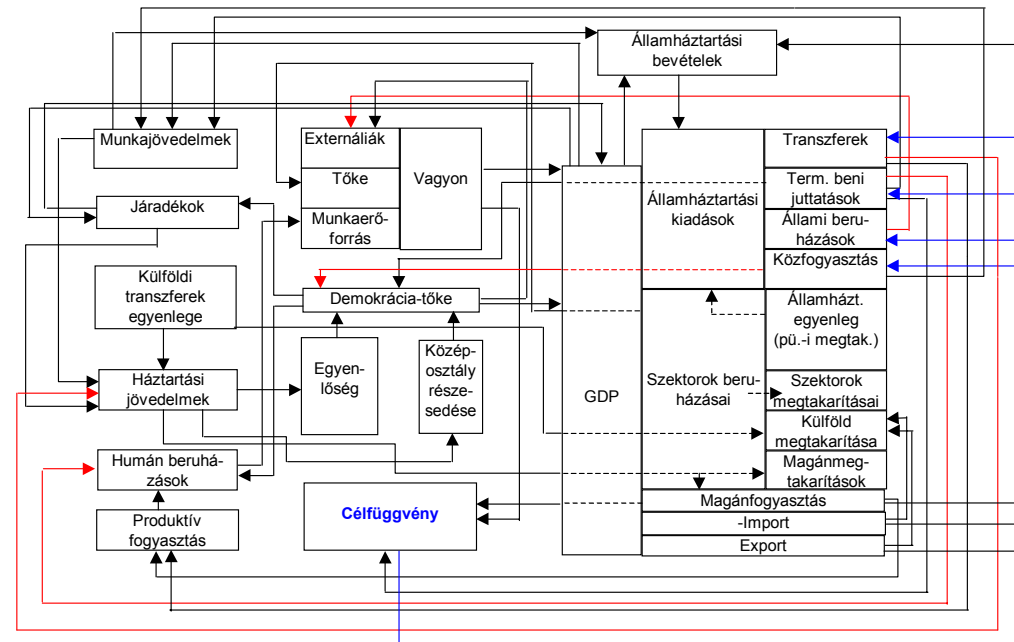 Államháztartási
bevételek
Munkajövedelmek
Externáliák
Tőke
Munkaerő-
forrás
Vagyon
Államháztartási
kiadások
Transzferek
Term. beni
juttatások
Állami beru-
házások
Közfogyasztás
Járadékok
Külföldi
transzferek
egyenlege
Demokrácia-tőke
Államházt.
egyenleg
(pü.-i megtak.)
Háztartási
jövedelmek
Egyen-
lőség
Közép-
osztály
része-
sedése
GDP
Szektorok beru-
házásai
Szektorok
megtakarításai
Külföld
megtakarítása
Magánmeg-
takarítások
Humán beruhá-
zások
Produktív
fogyasztás
Célfüggvény
Magánfogyasztás
-Import
Export